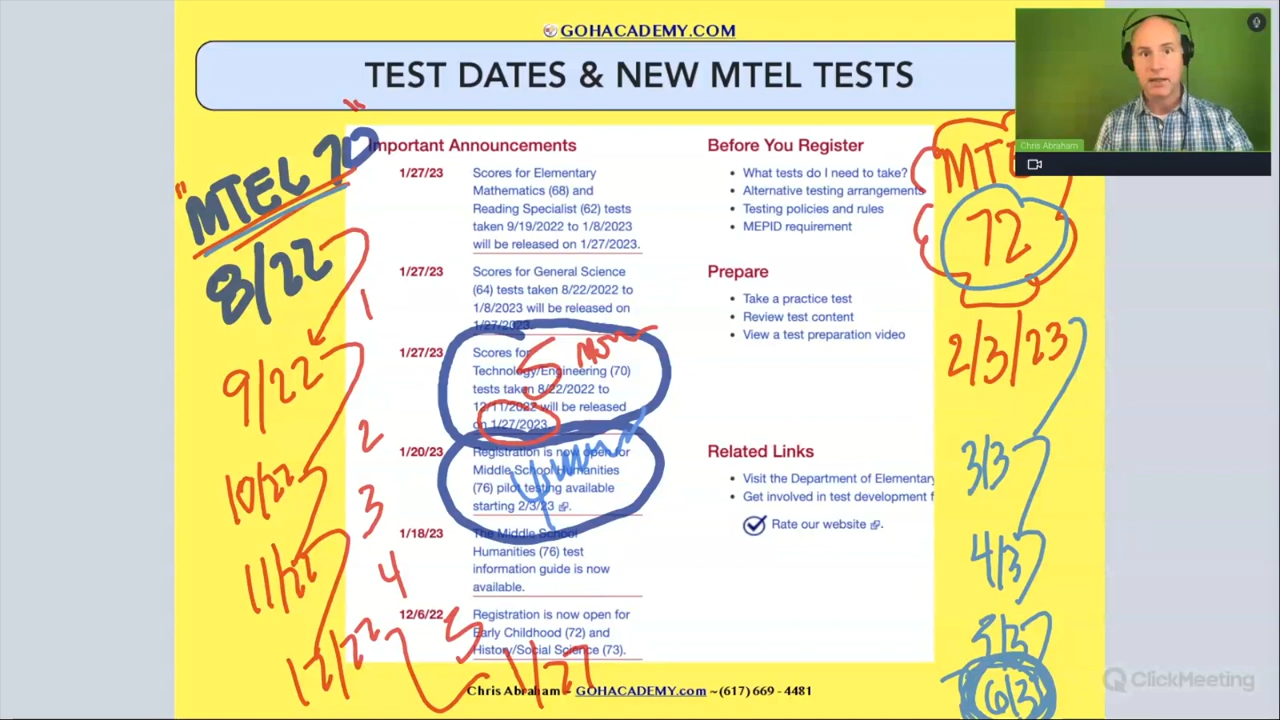 GOHACADEMY.COM
TEST DATES & NEW MTEL TESTS
Chris Abraham
"MTEL 70"
8/22
1
9/22
2
10/22
3
11/22
4
12/22
5
1/27
Important Announcements
1/27/23
Scores for Elementary
Mathematics (68) and
Reading Specialist (62) tests
taken 9/19/2022 to 1/8/2023
will be released on 1/27/2023.
1/27/23
Scores for General Science
(64) tests taken 8/22/2022 to
1/8/2023 will be released on
1/27/2023.
1/27/23
Scores for
Technology/Engineering (70)
tests taken 8/22/2022 to
12/11/2022 will be released
on 1/27/2023.
5 mon
1/20/23
Registration is now open for
Middle School Humanities
(76) pilot testing available
starting 2/3/23
1/18/23
The Middle School
Humanities (76) test
information guide is now
available.
12/6/22
Registration is now open for
Early Childhood (72) and
History/Social Science (73).
Before You Register
• What tests do I need to take?
• Alternative testing arrangements
• Testing policies and rules
• MEPID requirement
Prepare
• Take a practice test
• Review test content
• View a test preparation video
Related Links
• Visit the Department of Elementary
• Get involved in test development f
Rate our website
MTE
72
2/3/23
3/3
4/3
5/3
6/3
Chris Abraham ~ GOHACADEMY.com ~ (617) 669 - 4481
ClickMeeting